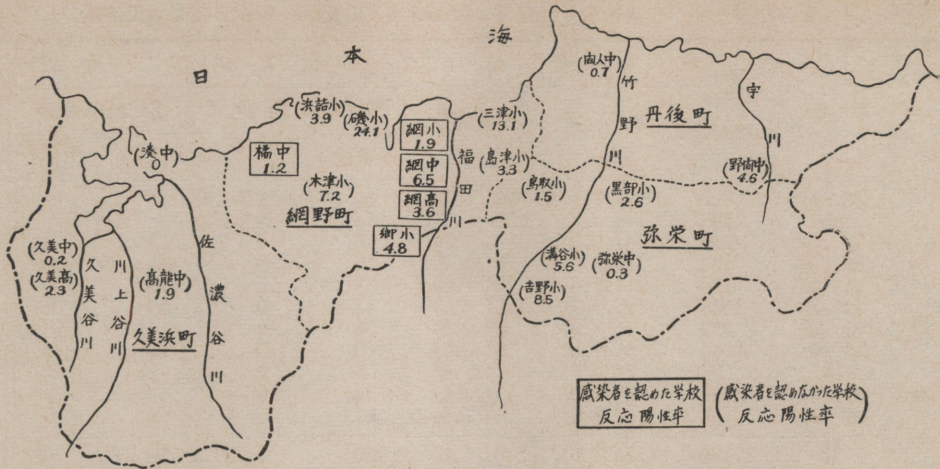 日本海
(間人中)
0.7
竹野川
丹後町
宇川
(浜詰小)
3.9
(磯小)
24.1
網小
1.9
網中
6.5
網高
3.6
福田川
三津小
13.1
(島津小)
3.3
(湊中)
0
橘中
1.2
(木津小)
7.2
網野町
郷小
4.8
(鳥取小)
1.5
(黒部小)
2.6
(野間中)
4.6
弥栄町
(溝谷小)
5.6
(弥栄中)
0.3
(吉野小)
8.5
(久美中)
0.2
(久美高)
2.3
久美谷川
川上谷川
(高龍中)
1.9
佐濃谷川
久美浜町
感染者を認めた学校
反応陽性率
(感染者を認めなかった学校)
反応陽性率